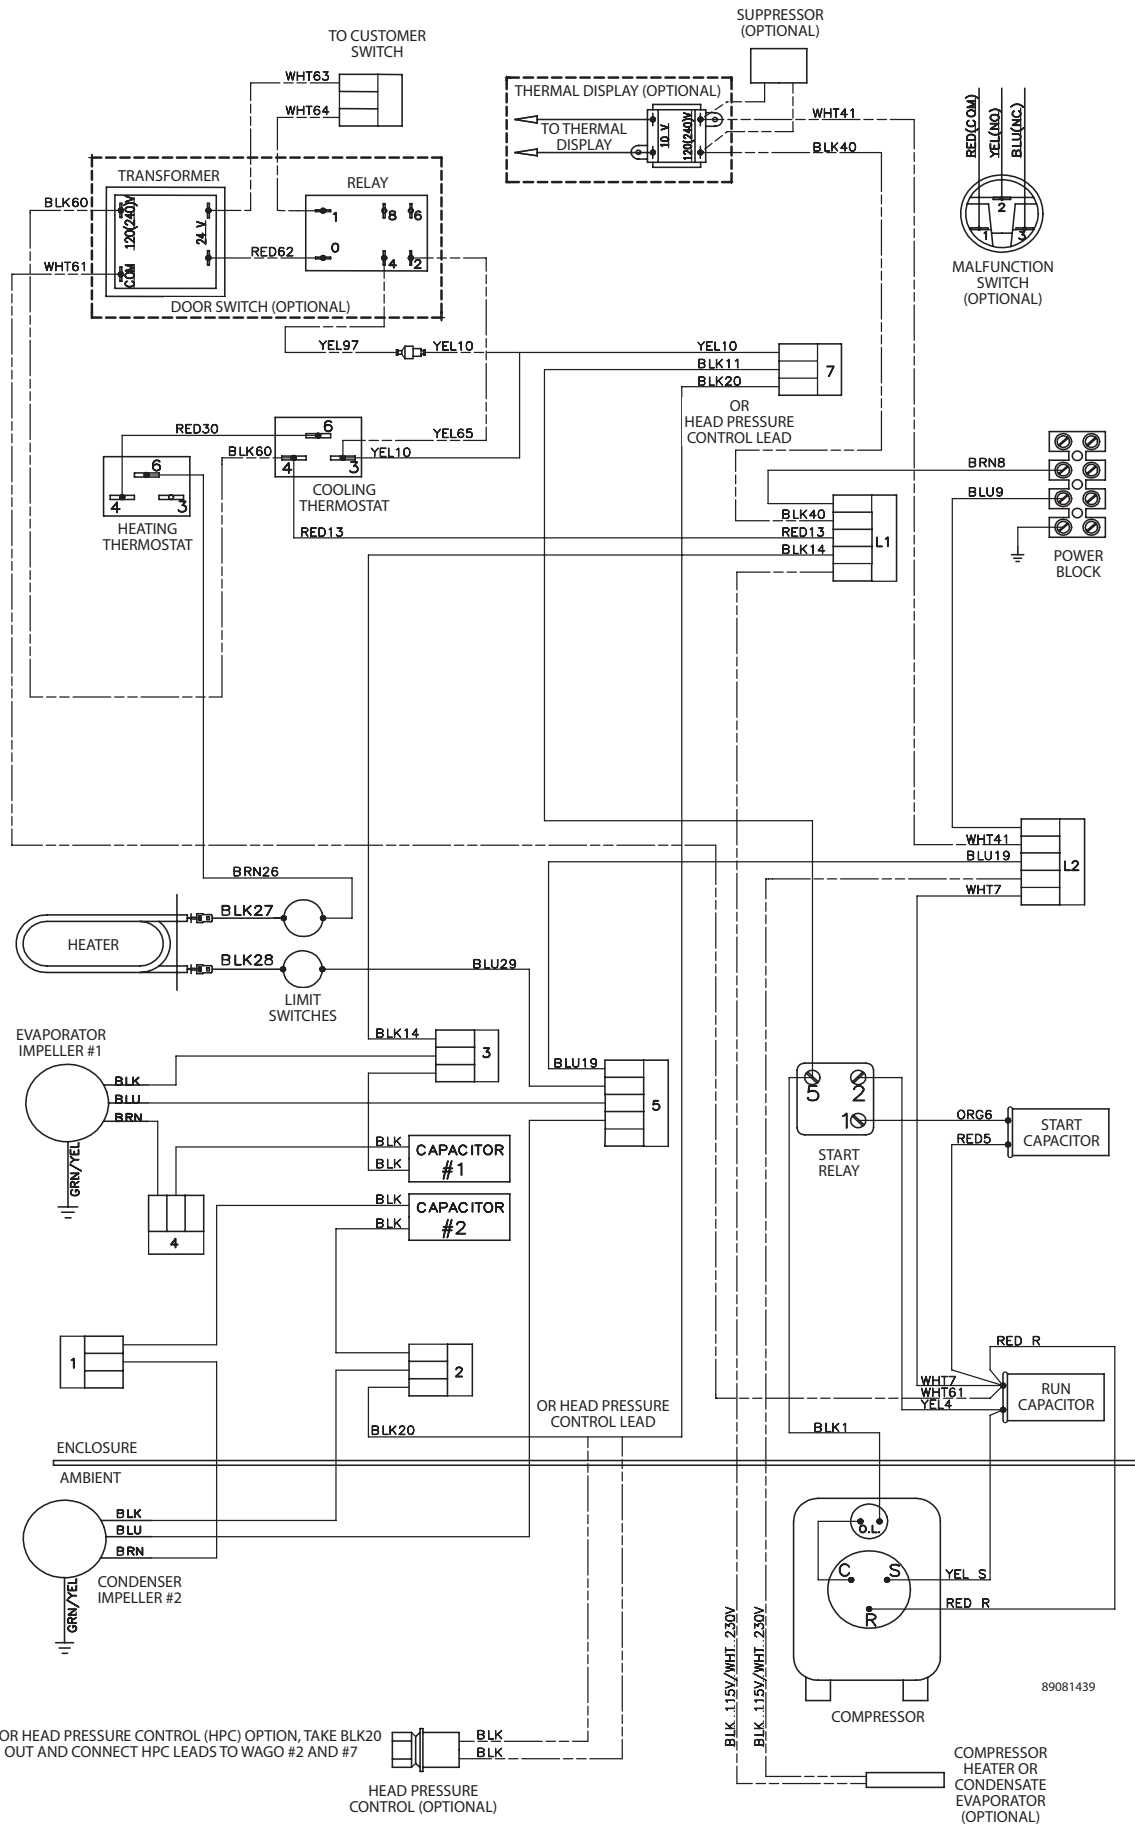 SUPPRESSOR
(OPTIONAL)
TO CUSTOMER
SWITCH
WHT63
WHT64
THERMAL DISPLAY (OPTIONAL)
TO THERMAL
DISPLAY
10 V
120(240)V
WHT41
BLK40
RED(COM)
YEL(NO)
BLU(NC)
1
2
3
MALFUNCTION
SWITCH
(OPTIONAL)
TRANSFORMER
RELAY
BLK60
120(240)V
24 V
COM
WHT61
RED62
1
8
6
0
4
2
DOOR SWITCH (OPTIONAL)
YEL97
YEL10
YEL10
BLK11
BLK20
7
OR
HEAD PRESSURE
CONTROL LEAD
RED30
BLK60
6
4
3
YEL65
YEL10
COOLING
THERMOSTAT
6
4
3
HEATING
THERMOSTAT
RED13
BRN8
BLU9
POWER
BLOCK
BLK40
RED13
BLK14
L1
WHT41
BLU19
WHT7
L2
BRN26
BLK27
HEATER
BLK28
BLU29
LIMIT
SWITCHES
EVAPORATOR
IMPELLER #1
BLK
BLU
BRN
GRN/YEL
BLK14
3
BLU19
5
5
2
1
START
RELAY
ORG6
RED5
START
CAPACITOR
BLK
BLK
CAPACITOR
#1
BLK
BLK
CAPACITOR
#2
4
1
2
RED R
WHT7
WHT61
YEL4
RUN
CAPACITOR
OR HEAD PRESSURE
CONTROL LEAD
BLK20
BLK1
ENCLOSURE
AMBIENT
BLK
BLU
BRN
GRN/YEL
CONDENSER
IMPELLER #2
O.L.
C
S
R
YEL S
RED R
BLK 115V/WHT 230V
BLK 115V/WHT 230V
89081439
COMPRESSOR
OR HEAD PRESSURE CONTROL (HPC) OPTION, TAKE BLK20
OUT AND CONNECT HPC LEADS TO WAGO #2 AND #7
BLK
BLK
HEAD PRESSURE
CONTROL (OPTIONAL)
COMPRESSOR
HEATER OR
CONDENSATE
EVAPORATOR
(OPTIONAL)